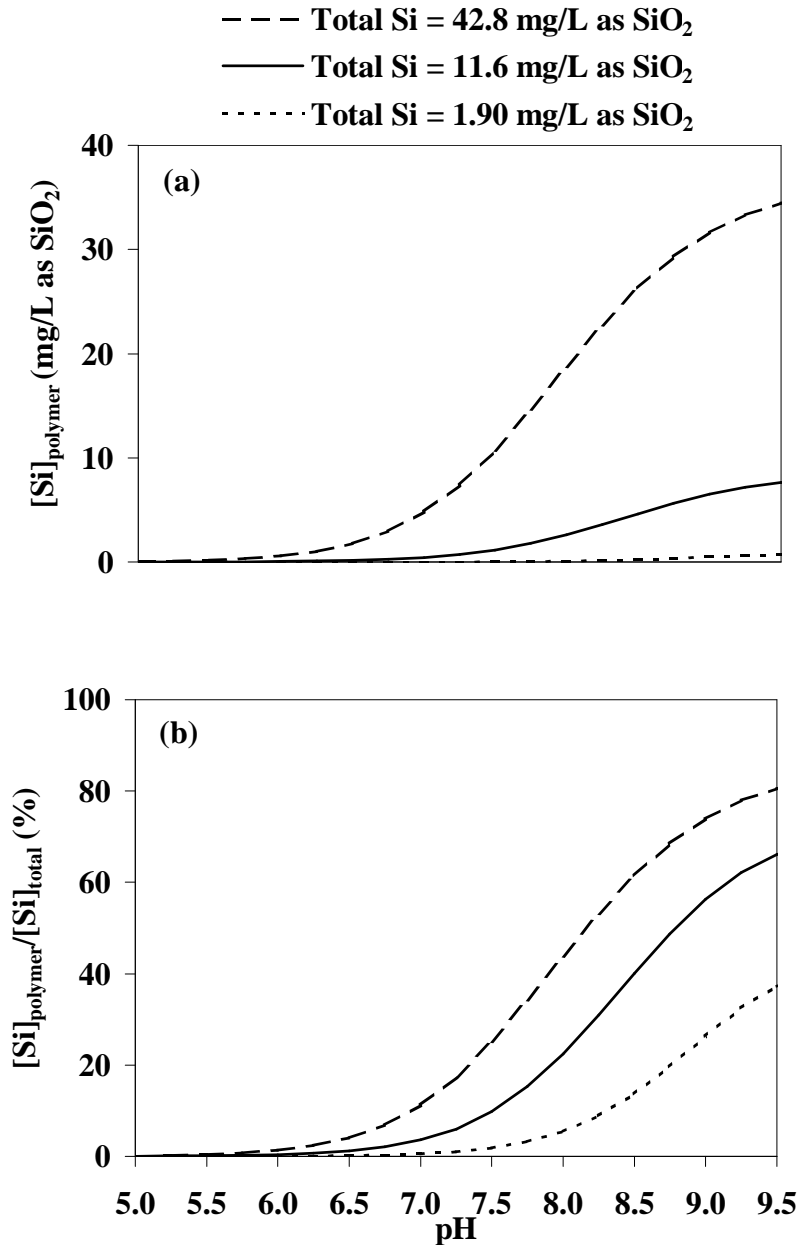 Total Si = 42.8 mg/L as SiO₂
Total Si = 11.6 mg/L as SiO₂
Total Si = 1.90 mg/L as SiO₂
(a)
[Si]polymer (mg/L as SiO₂)
40
30
20
10
0
(b)
[Si]polymer/[Si]total (%)
100
80
60
40
20
0
5.0 5.5 6.0 6.5 7.0 7.5 8.0 8.5 9.0 9.5
pH